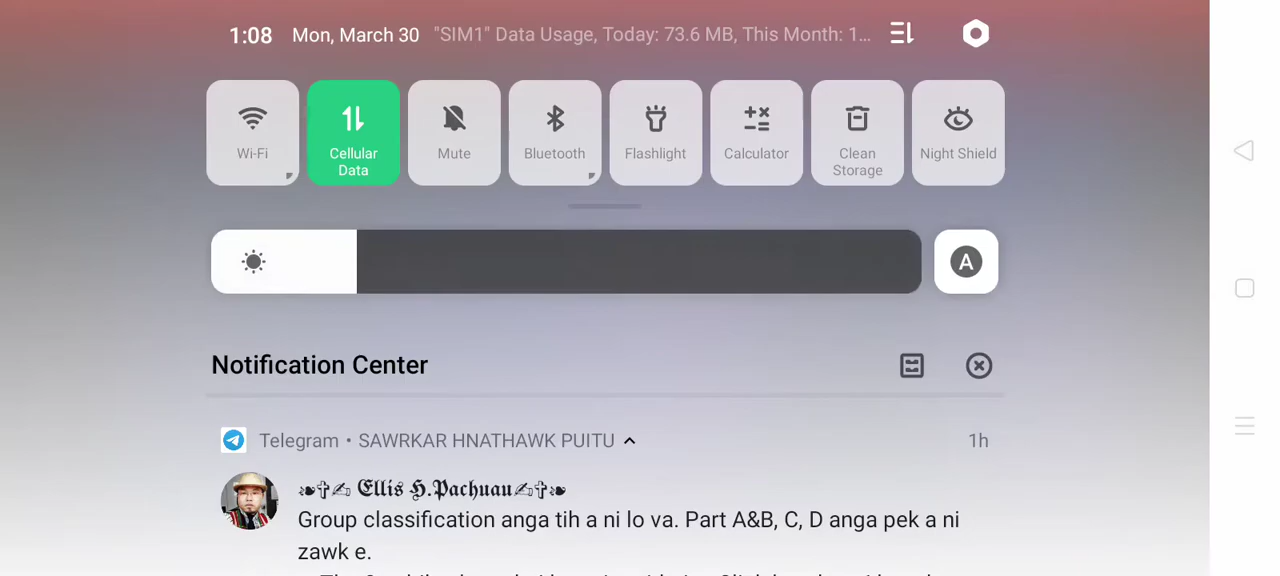 1:08 Mon, March 30 "SIM1" Data Usage, Today: 73.6 MB, This Month: 1...
Wi-Fi
Cellular
Data
Mute
Bluetooth
Flashlight
Calculator
Clean
Storage
Night Shield
A
Notification Center
Telegram • SAWRKAR HNATHAWK PUITU 1h
❧✞✍ 𝕰𝖑𝖑𝖎𝖘 𝕳.𝕻𝖆𝖈𝖍𝖚𝖆𝖚✍✞❧
Group classification anga tih a ni lo va. Part A&B, C, D anga pek a ni
zawk e.